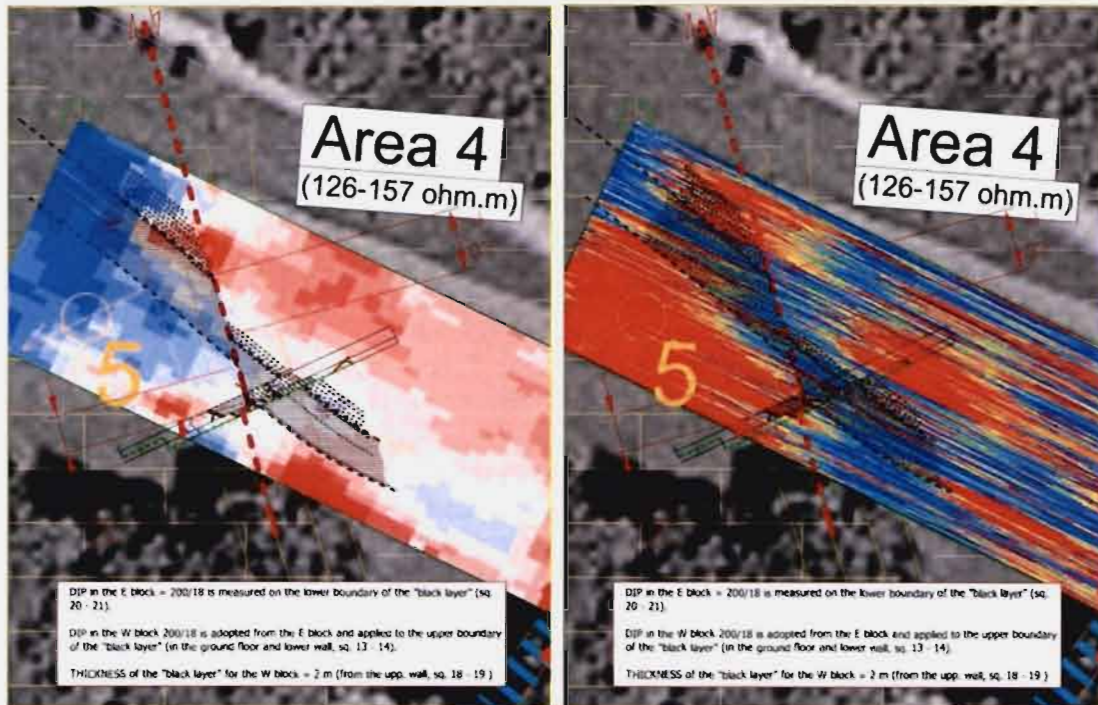 Area 4
(126-157 ohm.m)
5
DIP in the E block = 200/18 is measured on the lower boundary of the "black layer" (sq.
20 - 21).
DIP in the W block 200/18 is adopted from the E block and applied to the upper boundary
of the "black layer" (in the ground floor and lower wall, sq. 13 - 14).
THICKNESS of the "black layer" for the W block = 2 m (from the upp. wall, sq. 18 - 19 )
Area 4
(126-157 ohm.m)
5
DIP in the E block = 200/18 is measured on the lower boundary of the "black layer" (sq.
20 - 21).
DIP in the W block 200/18 is adopted from the E block and applied to the upper boundary
of the "black layer" (in the ground floor and lower wall, sq. 13 - 14).
THICKNESS of the "black layer" for the W block = 2 m (from the upp. wall, sq. 18 - 19 )